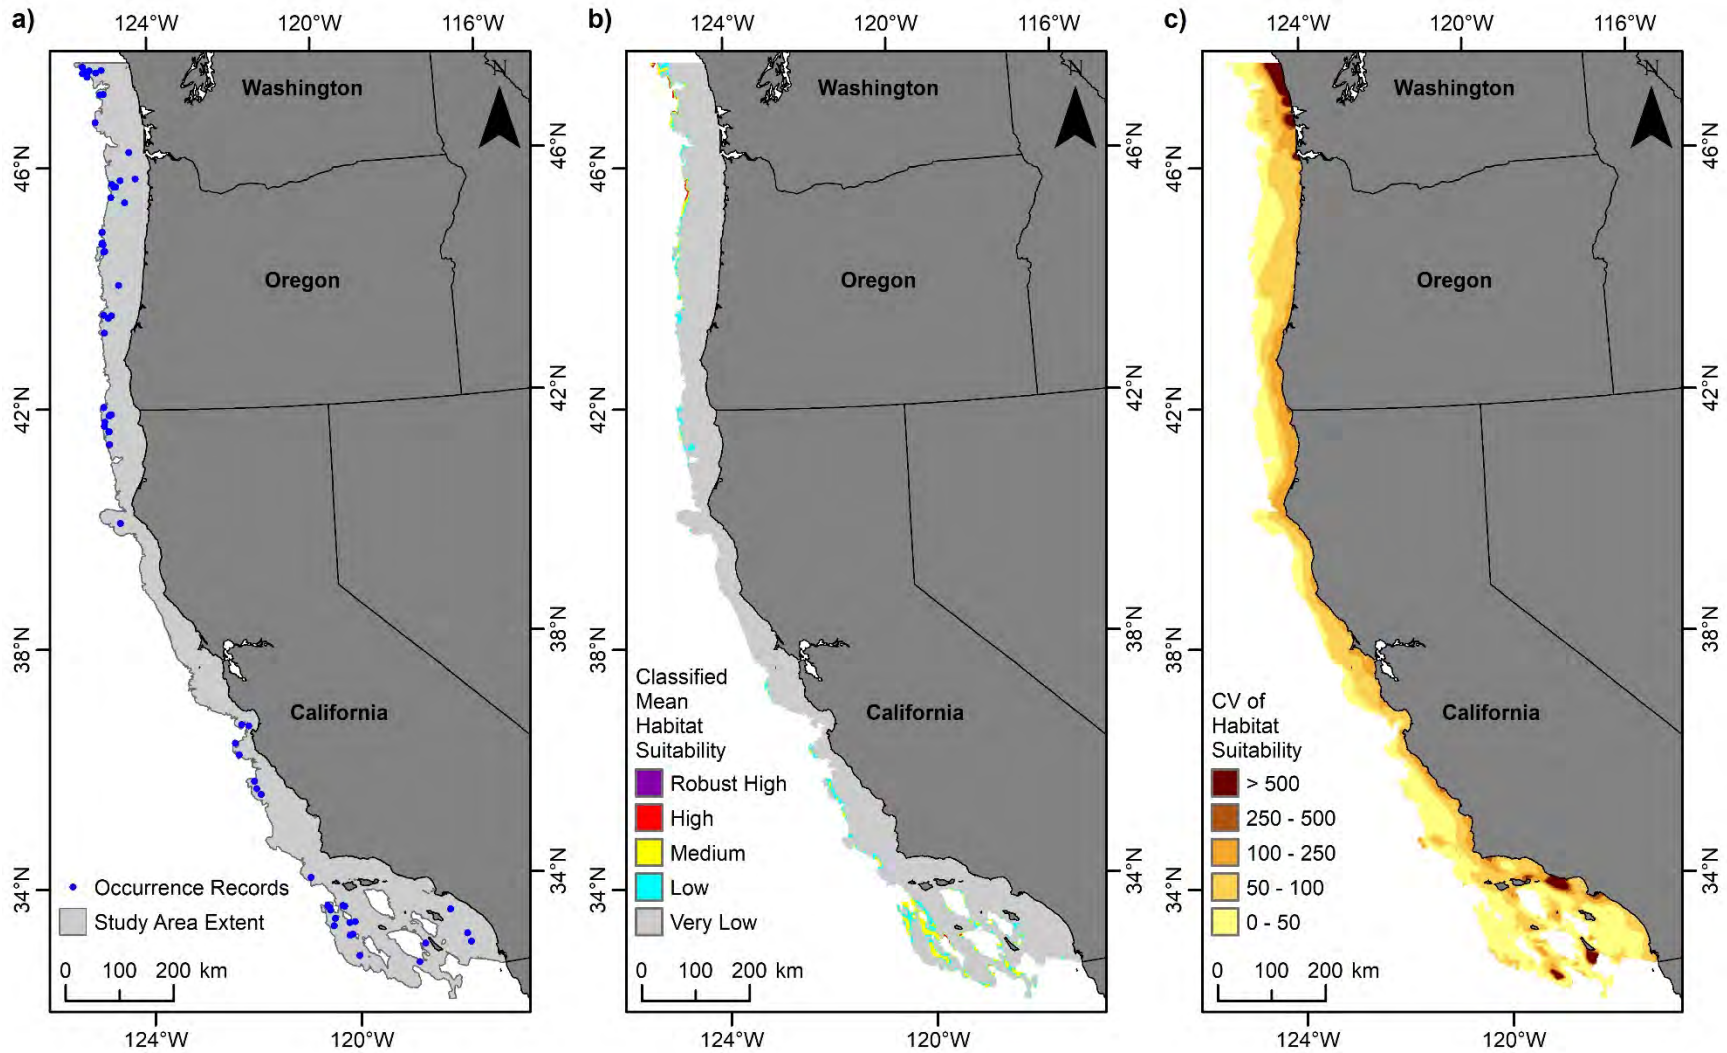 a)
124°W
120°W
116°W
N
Washington
46°N
46°N
Oregon
42°N
42°N
38°N
38°N
California
34°N
34°N
Occurrence Records
Study Area Extent
0 100 200 km
124°W
120°W
b)
124°W
120°W
116°W
N
Washington
46°N
46°N
Oregon
42°N
42°N
38°N
38°N
Classified
Mean
Habitat
Suitability
California
Robust High
High
Medium
Low
Very Low
34°N
34°N
0 100 200 km
124°W
120°W
c)
124°W
120°W
116°W
N
Washington
46°N
46°N
Oregon
42°N
42°N
38°N
38°N
CV of
Habitat
Suitability
California
> 500
250 - 500
100 - 250
50 - 100
0 - 50
34°N
34°N
0 100 200 km
124°W
120°W